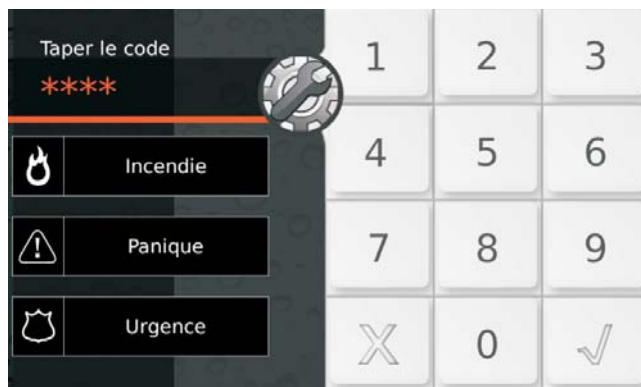 Taper le code
****
Incendie
Panique
Urgence
1 2 3
4 5 6
7 8 9
X 0 √